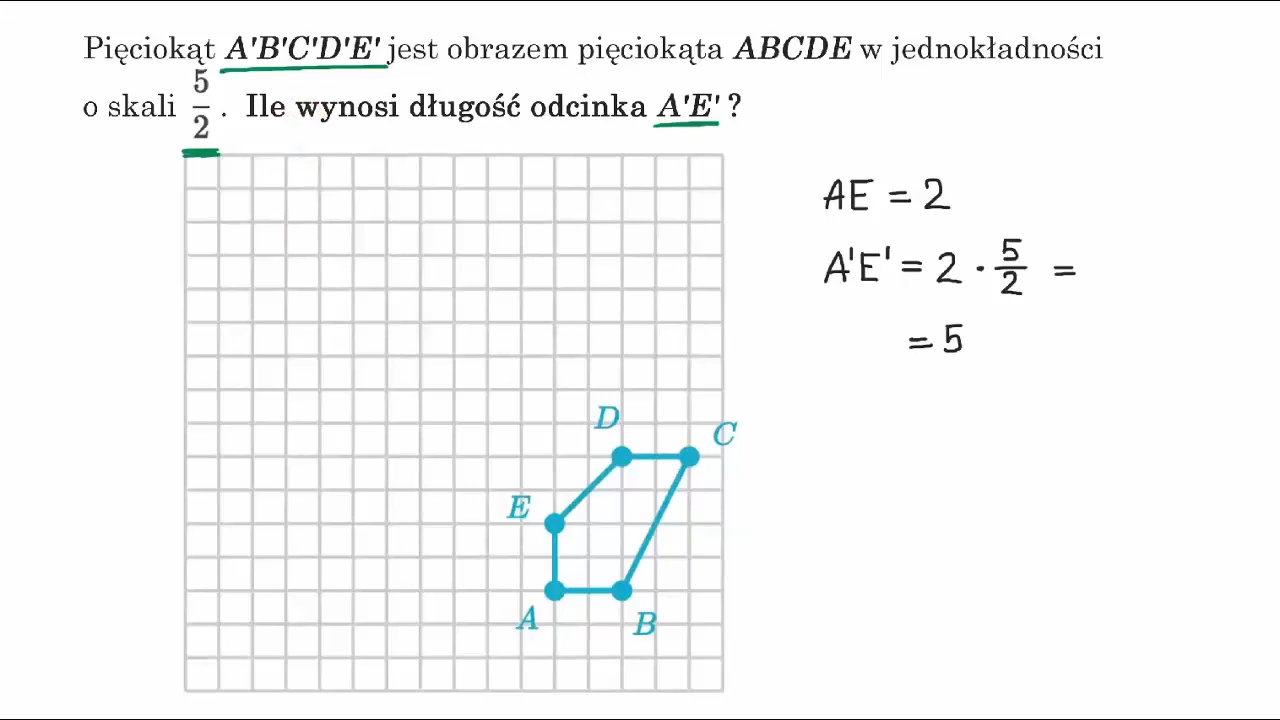 Pięciokąt A'B'C'D'E' jest obrazem pięciokąta ABCDE w jednokładności
o skali 5/2 . Ile wynosi długość odcinka A'E' ?
AE = 2
A'E' = 2 · 5/2 =
= 5
D
C
E
A
B